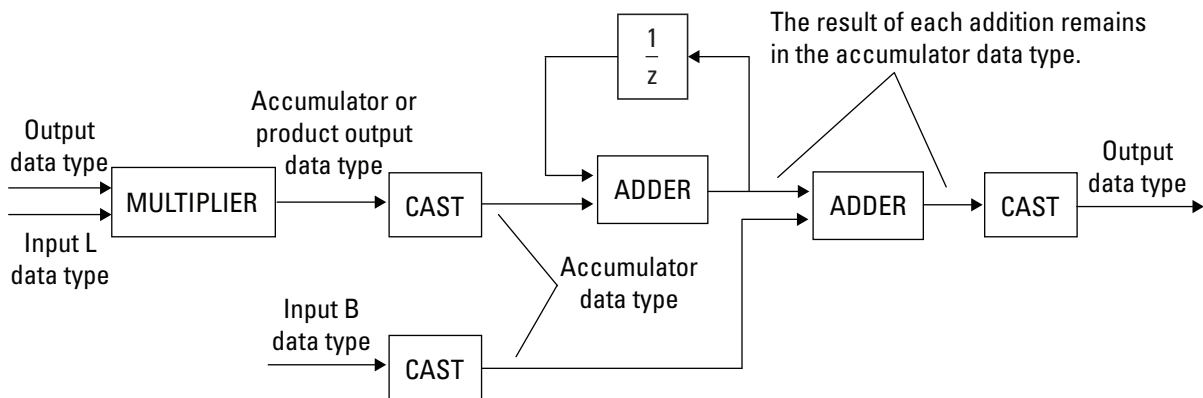 The result of each addition remains
in the accumulator data type.
1
z
Accumulator or
product output
data type
Output
data type
MULTIPLIER
Input L
data type
CAST
ADDER
ADDER
CAST
Output
data type
Accumulator
data type
Input B
data type
CAST